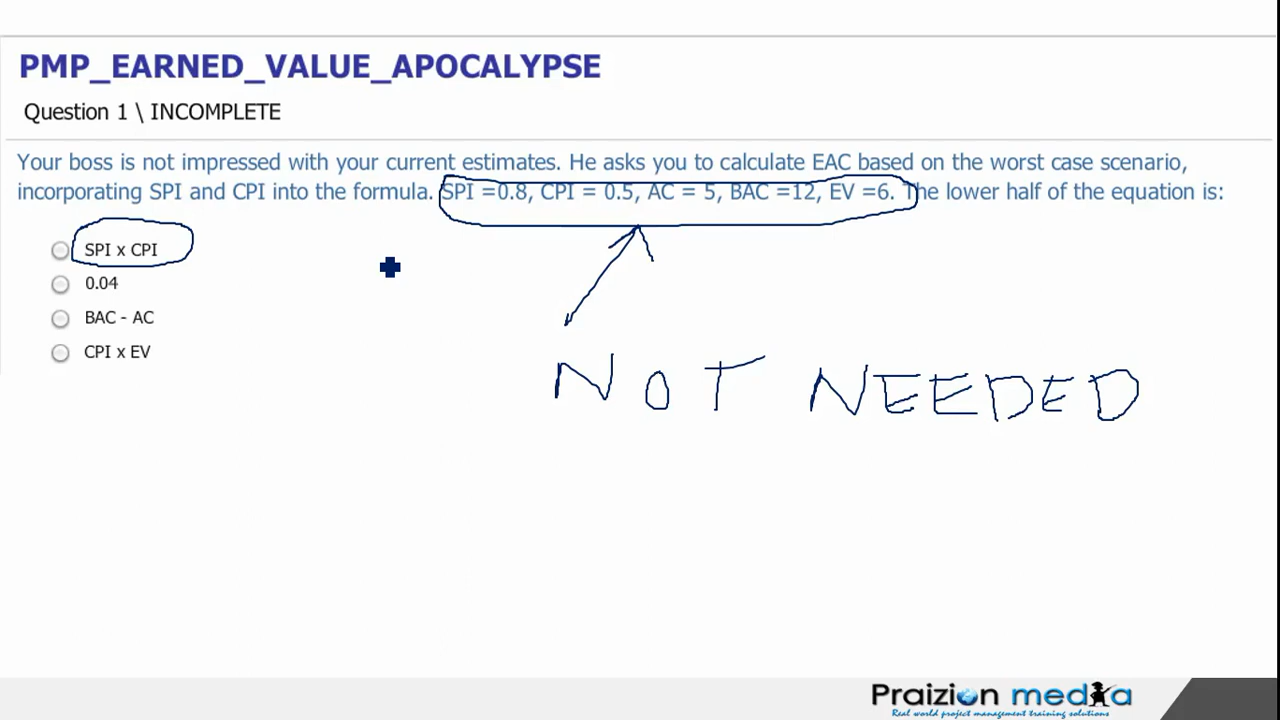 PMP_EARNED_VALUE_APOCALYPSE
Question 1 \ INCOMPLETE
Your boss is not impressed with your current estimates. He asks you to calculate EAC based on the worst case scenario,
incorporating SPI and CPI into the formula. SPI =0.8, CPI = 0.5, AC = 5, BAC =12, EV =6. The lower half of the equation is:
SPI x CPI
0.04
BAC - AC
CPI x EV
NOT NEEDED
Praizion media
Real world project management training solutions